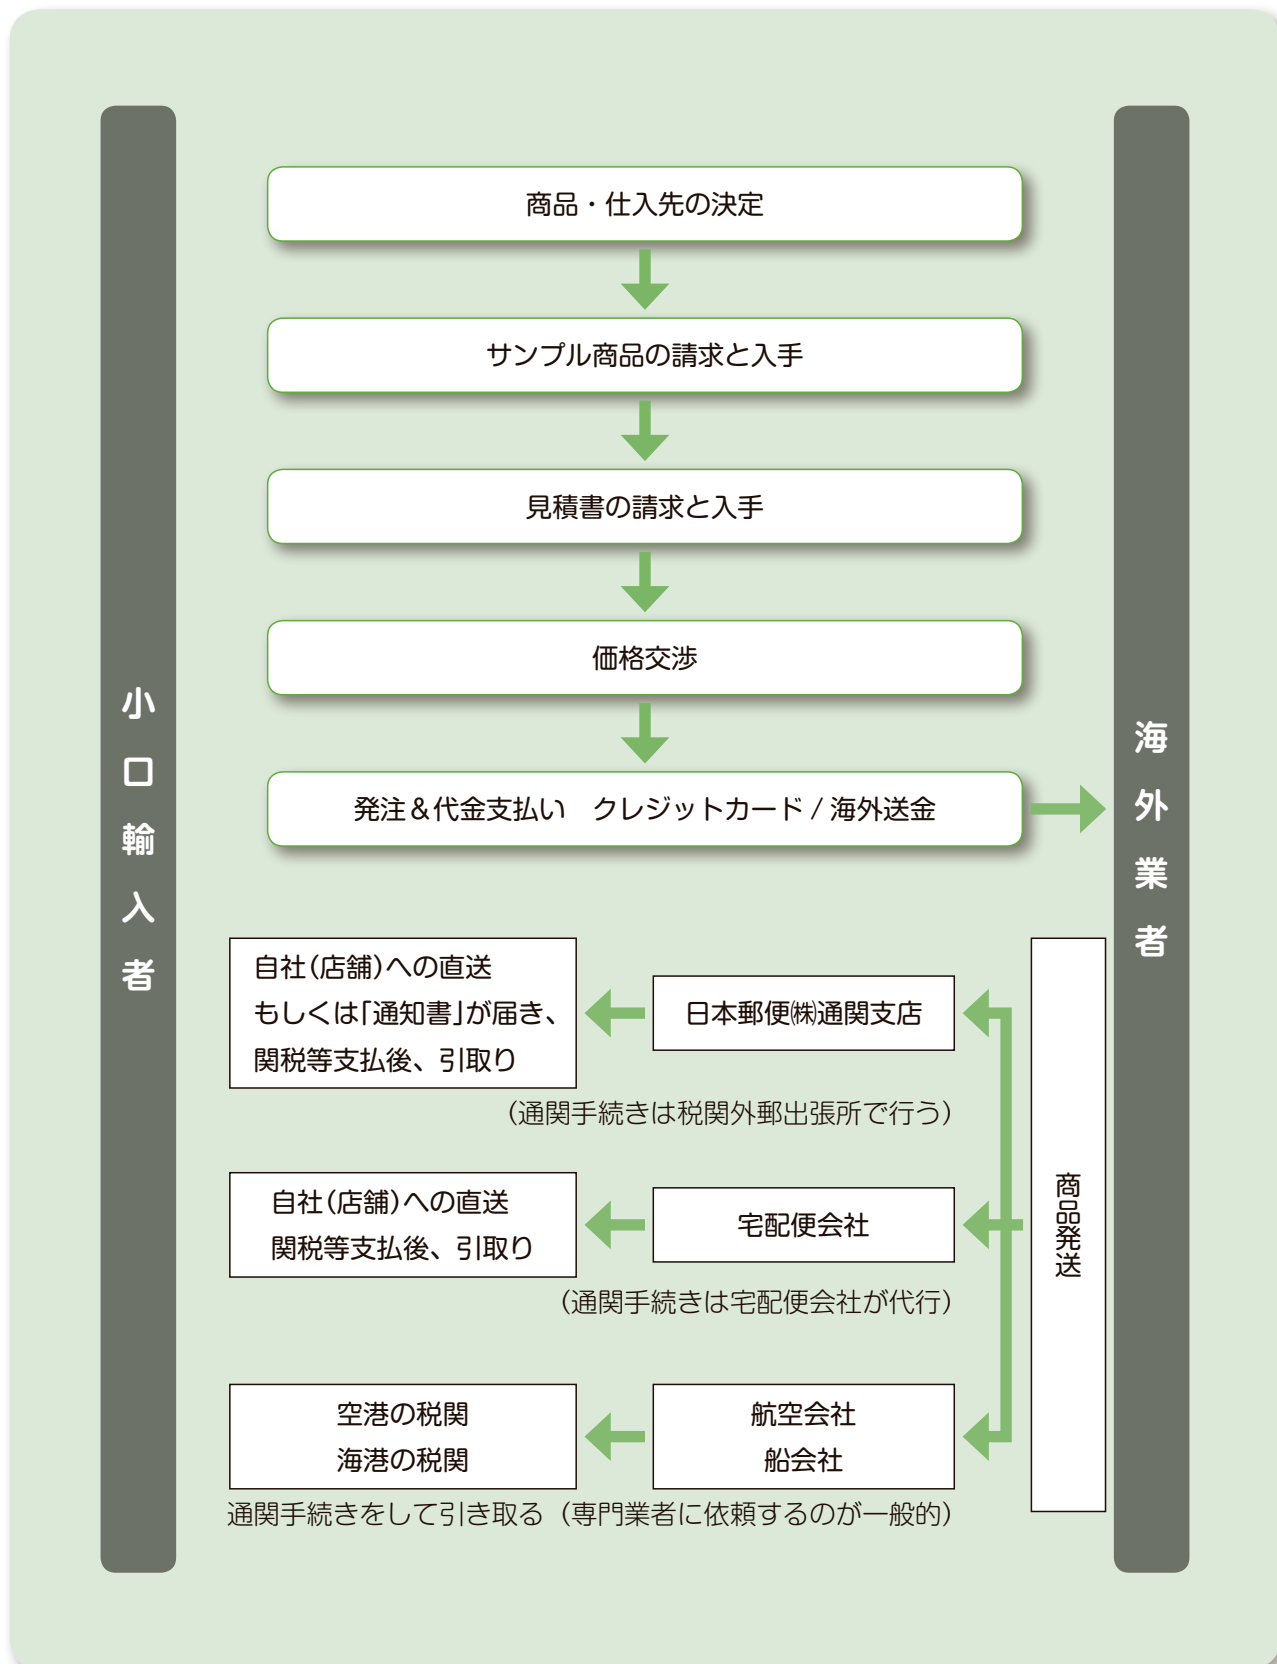 商品・仕入先の決定
サンプル商品の請求と入手
見積書の請求と入手
価格交渉
発注＆代金支払い　クレジットカード / 海外送金
小口輸入者
海外業者
自社(店舗)への直送
もしくは「通知書」が届き、
関税等支払後、引取り
日本郵便㈱通関支店
(通関手続きは税関外郵出張所で行う)
商品発送
自社(店舗)への直送
関税等支払後、引取り
宅配便会社
(通関手続きは宅配便会社が代行)
空港の税関
海港の税関
航空会社
船会社
通関手続きをして引き取る (専門業者に依頼するのが一般的)